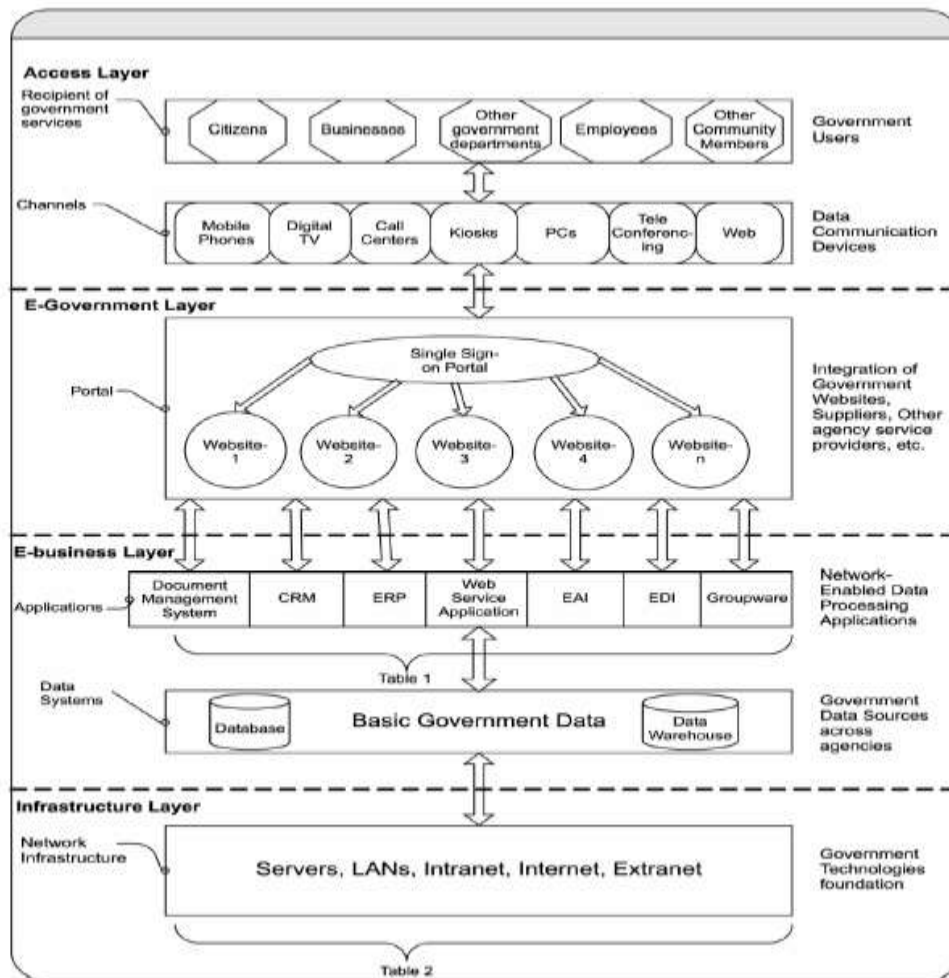 Access Layer
Recipient of
government
services
Citizens
Businesses
Other
government
departments
Employees
Other
Community
Members
Government
Users
Channels
Mobile
Phones
Digital
TV
Call
Centers
Kiosks
PCs
Tele
Conferenc-
ing
Web
Data
Communication
Devices
E-Government Layer
Portal
Single Sign-
on Portal
Website-
1
Website-
2
Website-
3
Website-
4
Website-
n
Integration of
Government
Websites,
Suppliers, Other
agency service
providers, etc.
E-business Layer
Applications
Document
Management
System
CRM
ERP
Web
Service
Application
EAI
EDI
Groupware
Network-
Enabled Data
Processing
Applications
Table 1
Data
Systems
Database
Basic Government Data
Data
Warehouse
Government
Data Sources
across
agencies
Infrastructure Layer
Network
Infrastructure
Servers, LANs, Intranet, Internet, Extranet
Government
Technologies
foundation
Table 2